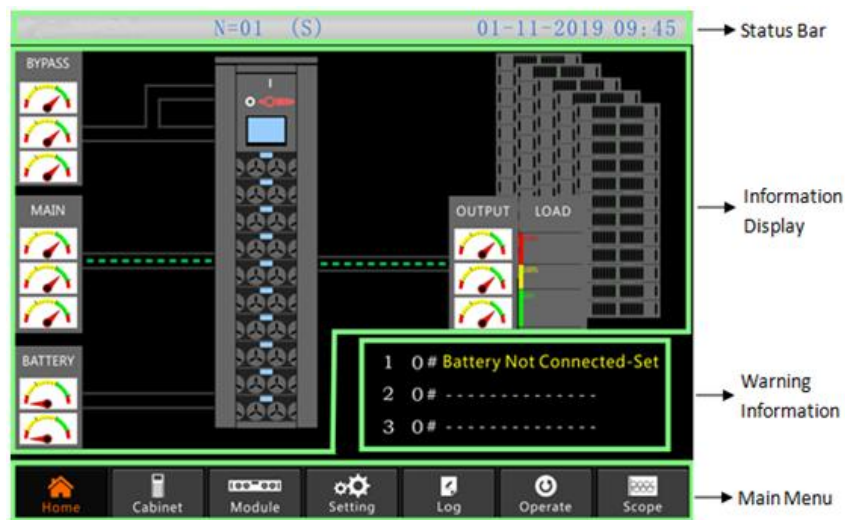 N=01 (S) 01-11-2019 09:45
Status Bar
BYPASS
MAIN
OUTPUT LOAD
Information
Display
BATTERY
1 0# Battery Not Connected-Set
2 0# - - - - - - - - - - - - - -
3 0# - - - - - - - - - - - - - -
Warning
Information
Home Cabinet Module Setting Log Operate Scope
Main Menu